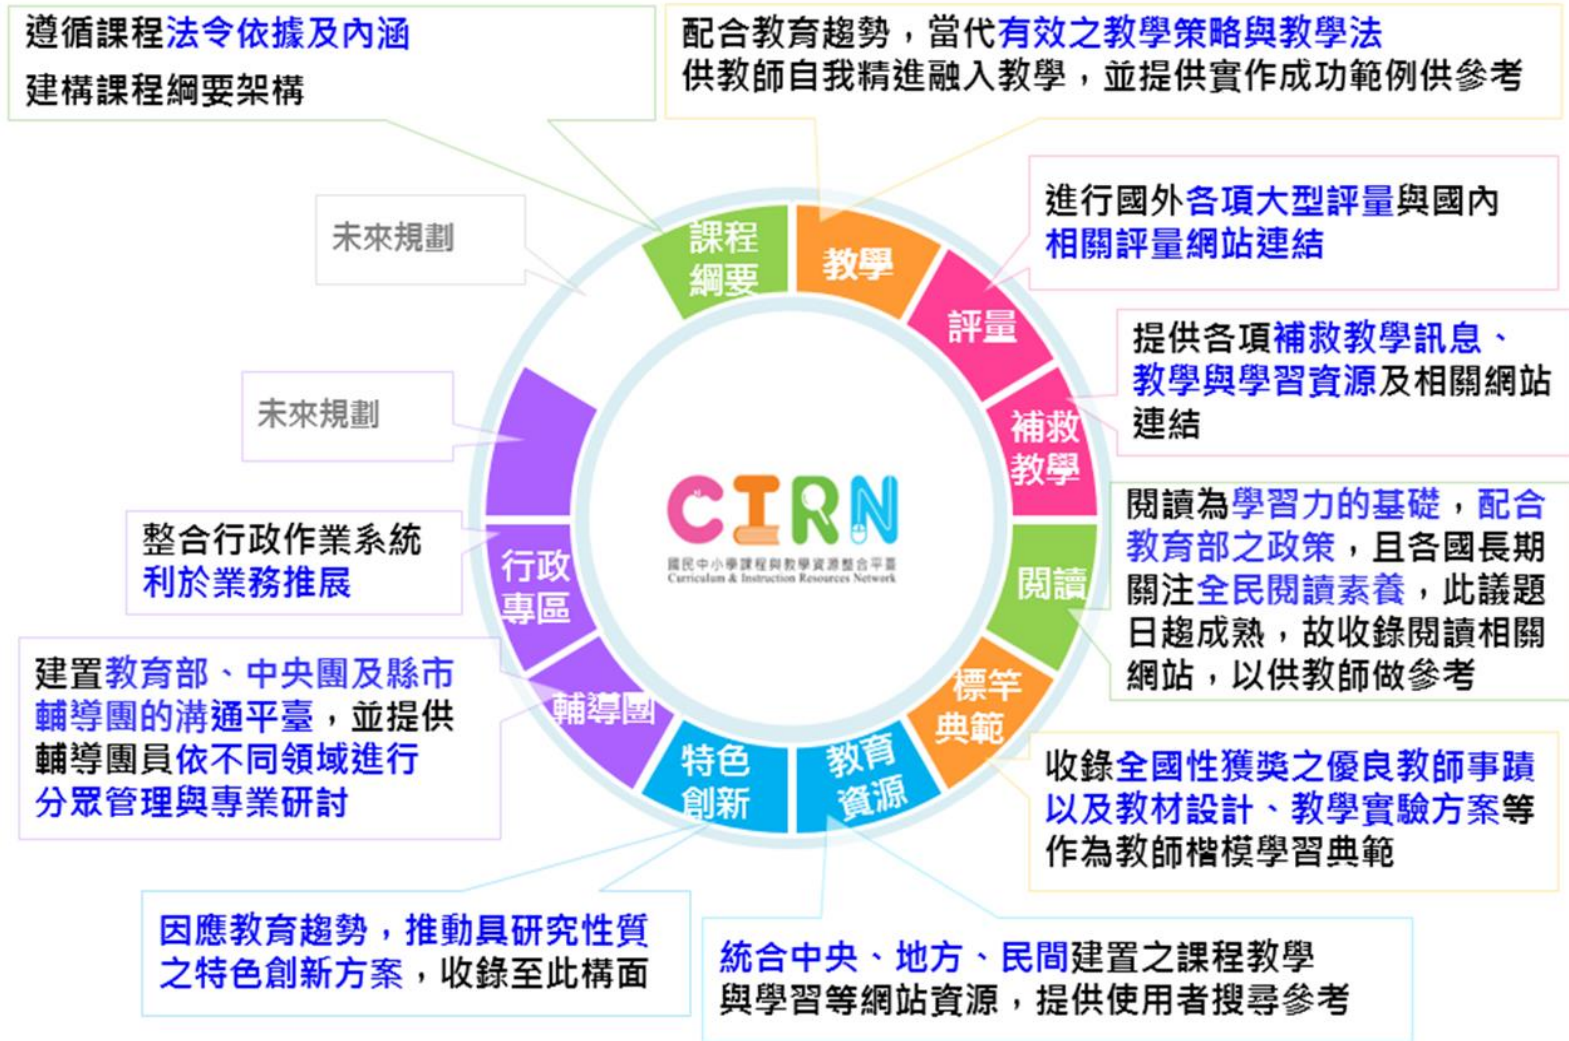 遵循課程法令依據及內涵
建構課程綱要架構
配合教育趨勢，當代有效之教學策略與教學法
供教師自我精進融入教學，並提供實作成功範例供參考
未來規劃
課程
綱要
教學
進行國外各項大型評量與國內
相關評量網站連結
評量
提供各項補救教學訊息、
教學與學習資源及相關網站
連結
補救
教學
未來規劃
CIRN
國民中小學課程與教學資源整合平臺
Curriculum & Instruction Resources Network
閱讀為學習力的基礎，配合
教育部之政策，且各國長期
關注全民閱讀素養，此議題
日趨成熟，故收錄閱讀相關
網站，以供教師做參考
閱讀
整合行政作業系統
利於業務推展
行政
專區
建置教育部、中央團及縣市
輔導團的溝通平臺，並提供
輔導團員依不同領域進行
分眾管理與專業研討
輔導團
標竿
典範
收錄全國性獲獎之優良教師事蹟
以及教材設計、教學實驗方案等
作為教師楷模學習典範
特色
創新
教育
資源
因應教育趨勢，推動具研究性質
之特色創新方案，收錄至此構面
統合中央、地方、民間建置之課程教學
與學習等網站資源，提供使用者搜尋參考